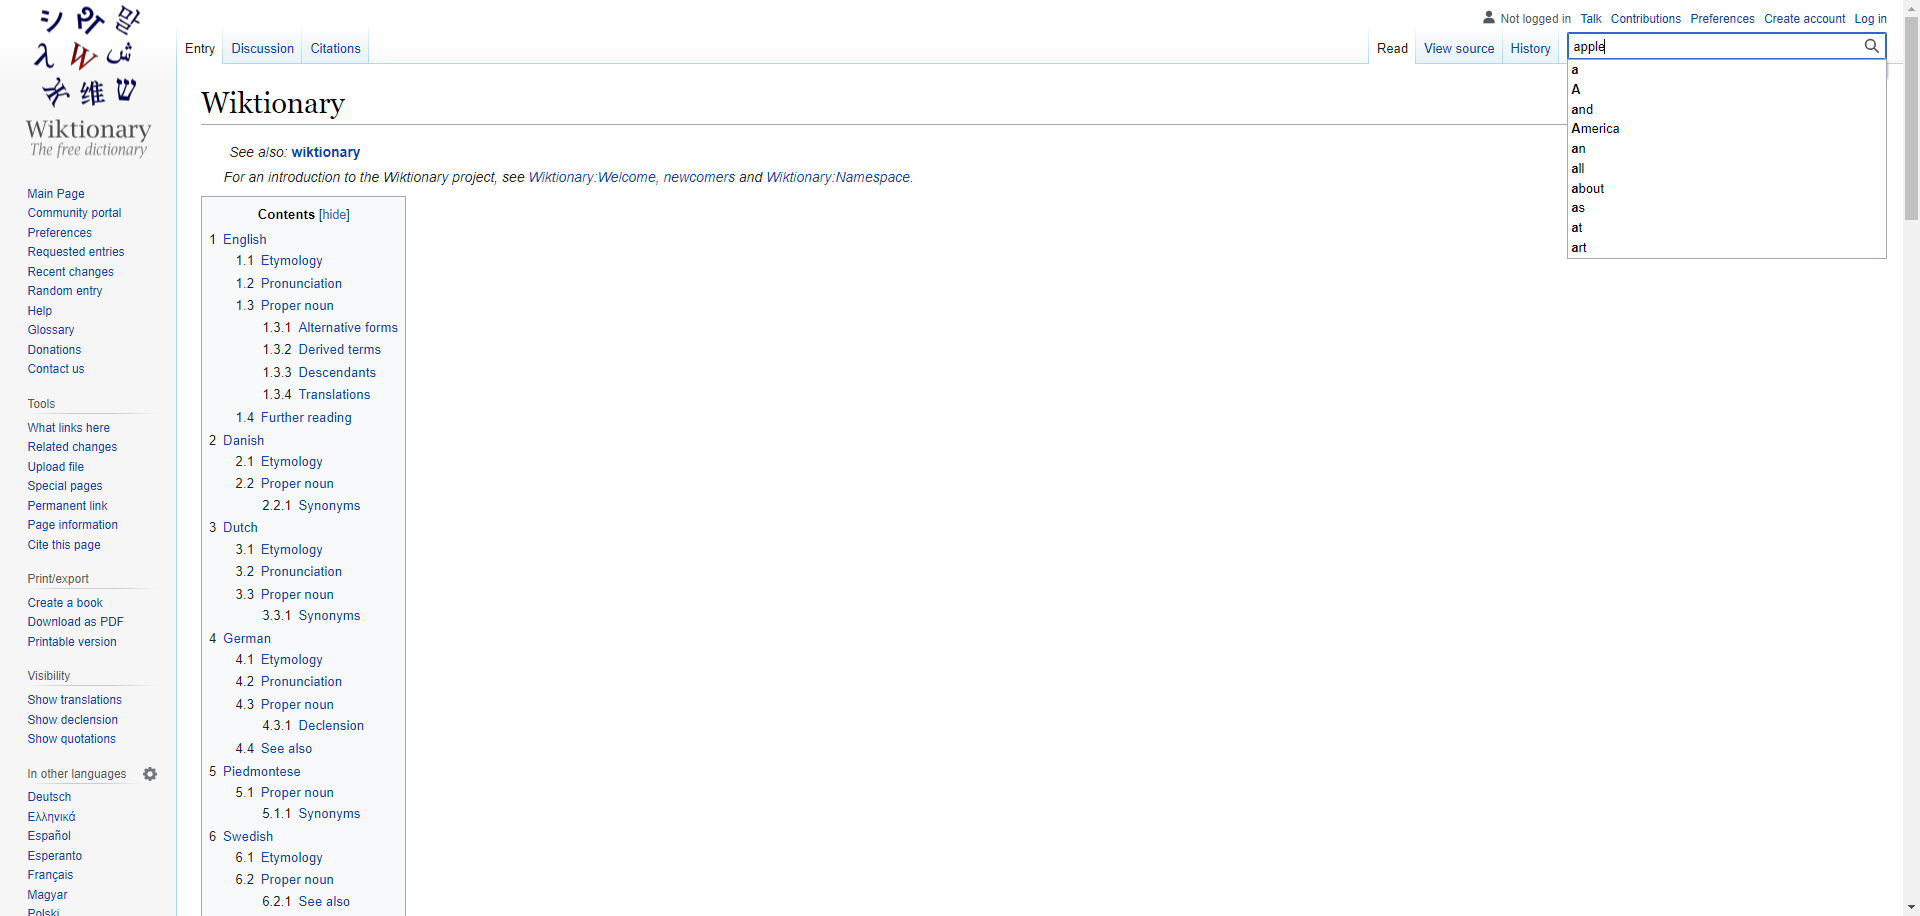 シ
말
λ
W
维
ש
Wiktionary
The free dictionary
Main Page
Community portal
Preferences
Requested entries
Recent changes
Random entry
Help
Glossary
Donations
Contact us
Tools
What links here
Related changes
Upload file
Special pages
Permanent link
Page information
Cite this page
Print/export
Create a book
Download as PDF
Printable version
Visibility
Show translations
Show declension
Show quotations
In other languages
Deutsch
Ελληνικά
Español
Esperanto
Français
Magyar
Polski
Not logged in Talk Contributions Preferences Create account Log in
Entry Discussion Citations
Read View source History
apple
a
A
and
America
an
all
about
as
at
art
Wiktionary
See also: wiktionary
For an introduction to the Wiktionary project, see Wiktionary:Welcome, newcomers and Wiktionary:Namespace.
Contents [hide]
1 English
1.1 Etymology
1.2 Pronunciation
1.3 Proper noun
1.3.1 Alternative forms
1.3.2 Derived terms
1.3.3 Descendants
1.3.4 Translations
1.4 Further reading
2 Danish
2.1 Etymology
2.2 Proper noun
2.2.1 Synonyms
3 Dutch
3.1 Etymology
3.2 Pronunciation
3.3 Proper noun
3.3.1 Synonyms
4 German
4.1 Etymology
4.2 Pronunciation
4.3 Proper noun
4.3.1 Declension
4.4 See also
5 Piedmontese
5.1 Proper noun
5.1.1 Synonyms
6 Swedish
6.1 Etymology
6.2 Proper noun
6.2.1 See also